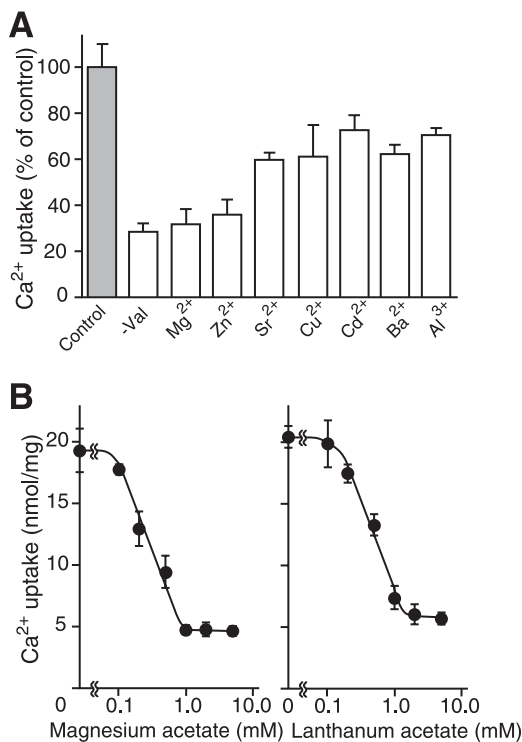 A
Ca2+ uptake (% of control)
100
80
60
40
20
0
Control
-Val
Mg2+
Zn2+
Sr2+
Cu2+
Cd2+
Ba2+
Al3+
B
Ca2+ uptake (nmol/mg)
20
15
10
5
0
0.1
1.0
10.0
0
0.1
1.0
10.0
Magnesium acetate (mM)
Lanthanum acetate (mM)